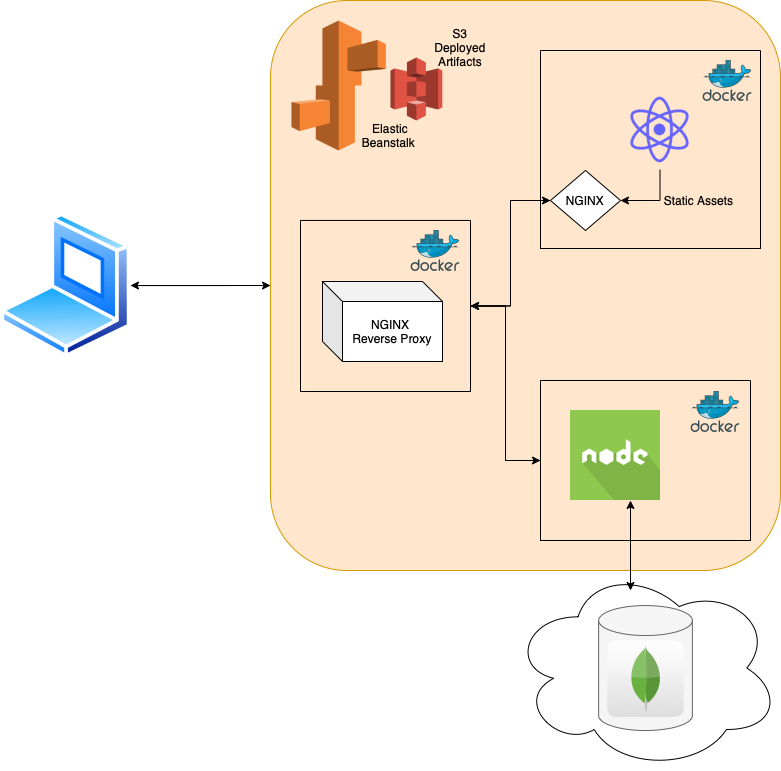 S3
Deployed
Artifacts
Elastic
Beanstalk
docker
NGINX
Static Assets
docker
NGINX
Reverse Proxy
docker
node